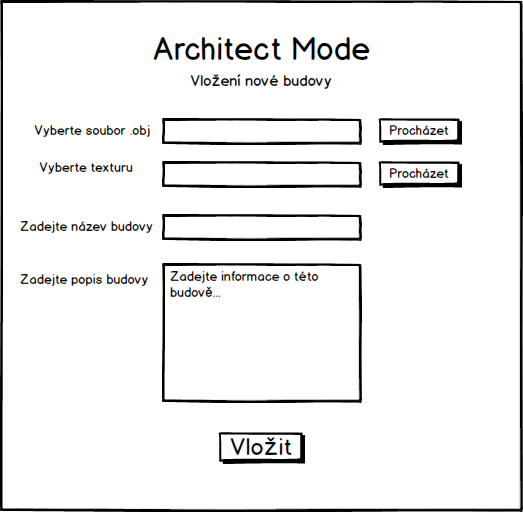 Architect Mode
Vložení nové budovy
Vyberte soubor .obj
Procházet
Vyberte texturu
Procházet
Zadejte název budovy
Zadejte popis budovy
Zadejte informace o této
budově...
Vložit